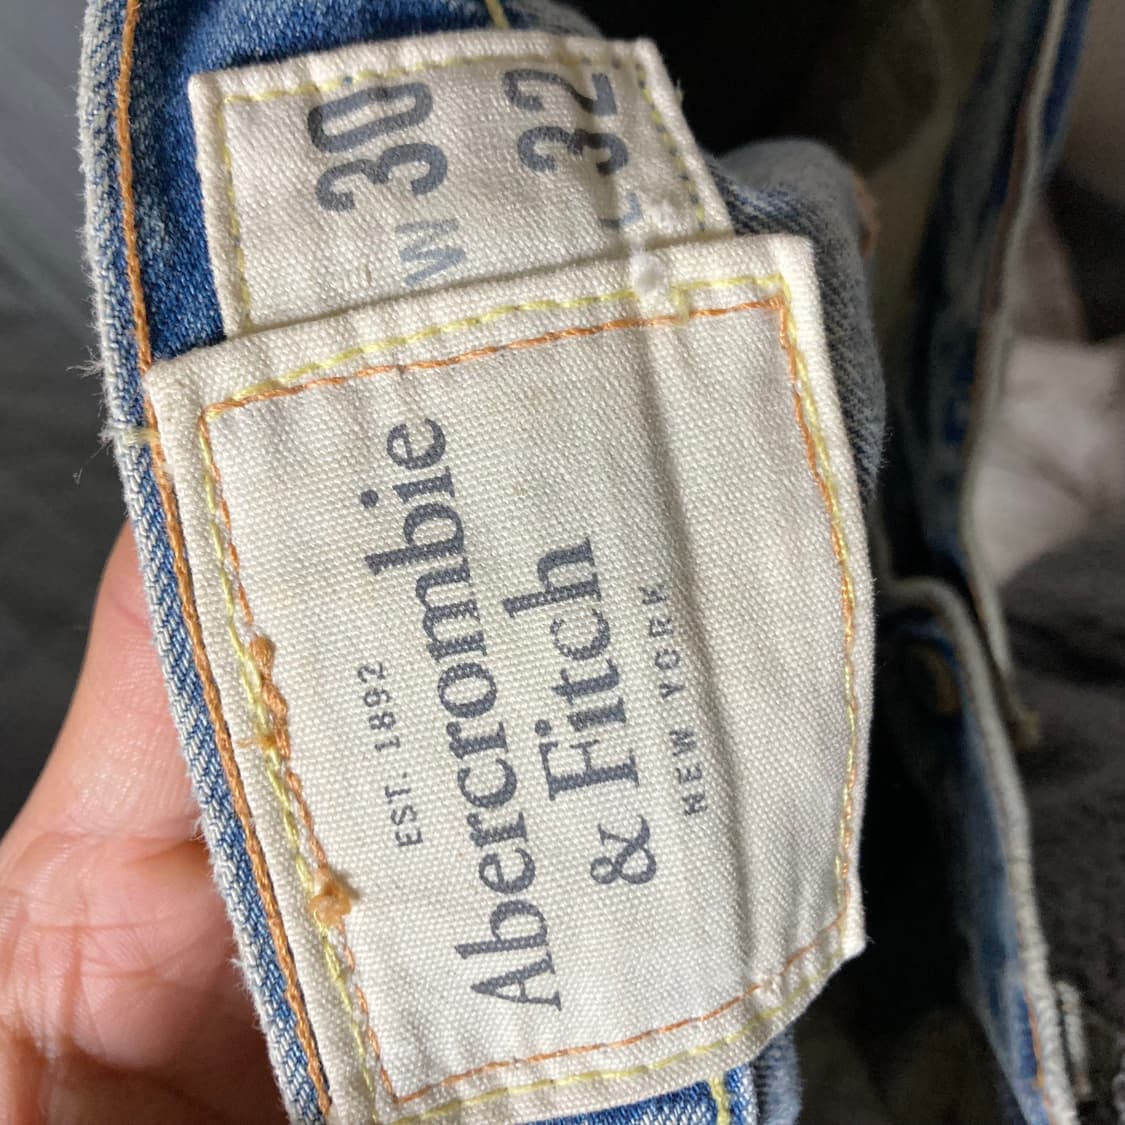 W 30
L 32
EST. 1892
Abercrombie
& Fitch
NEW YORK